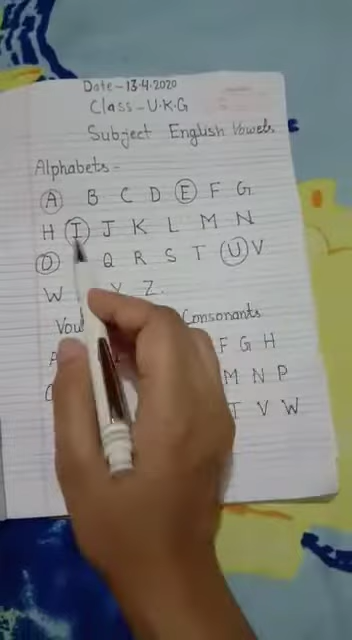 Date - 13.4.2020
Class - U.K.G
Subject English Vowels
Alphabets -
A B C D E F G
H I J K L M N
O Q R S T U V
W Y Z.
Consonants
F G H
M N P
T V W